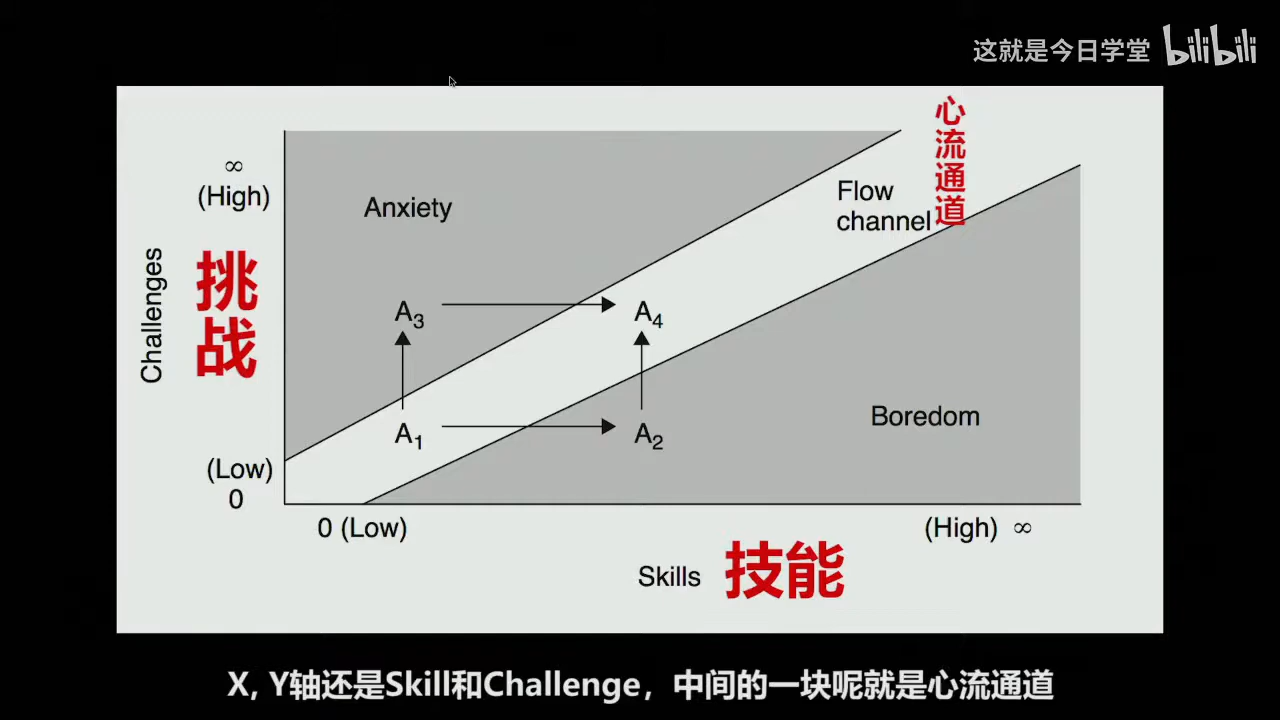 这就是今日学堂 bilibili
心流通道
∞
(High)
Anxiety
Flow
channel
Challenges
挑战
A3
A4
A1
A2
Boredom
(Low)
0
0 (Low)
(High) ∞
Skills 技能
X, Y轴还是Skill和Challenge，中间的一块呢就是心流通道